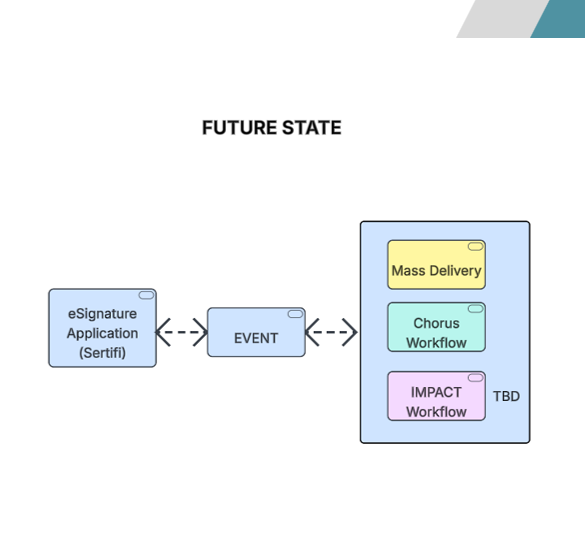 FUTURE STATE
eSignature
Application
(Sertifi)
EVENT
Mass Delivery
Chorus
Workflow
IMPACT
Workflow
TBD